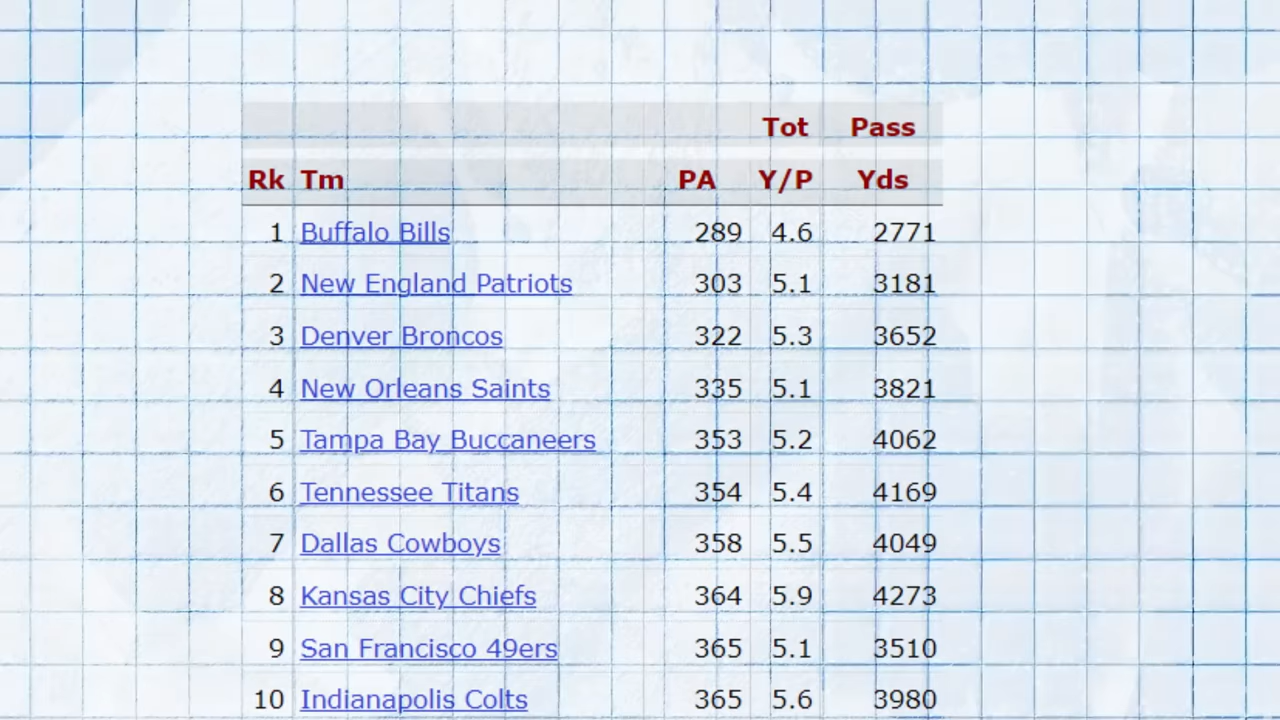 Tot Pass
Rk Tm PA Y/P Yds
1 Buffalo Bills 289 4.6 2771
2 New England Patriots 303 5.1 3181
3 Denver Broncos 322 5.3 3652
4 New Orleans Saints 335 5.1 3821
5 Tampa Bay Buccaneers 353 5.2 4062
6 Tennessee Titans 354 5.4 4169
7 Dallas Cowboys 358 5.5 4049
8 Kansas City Chiefs 364 5.9 4273
9 San Francisco 49ers 365 5.1 3510
10 Indianapolis Colts 365 5.6 3980